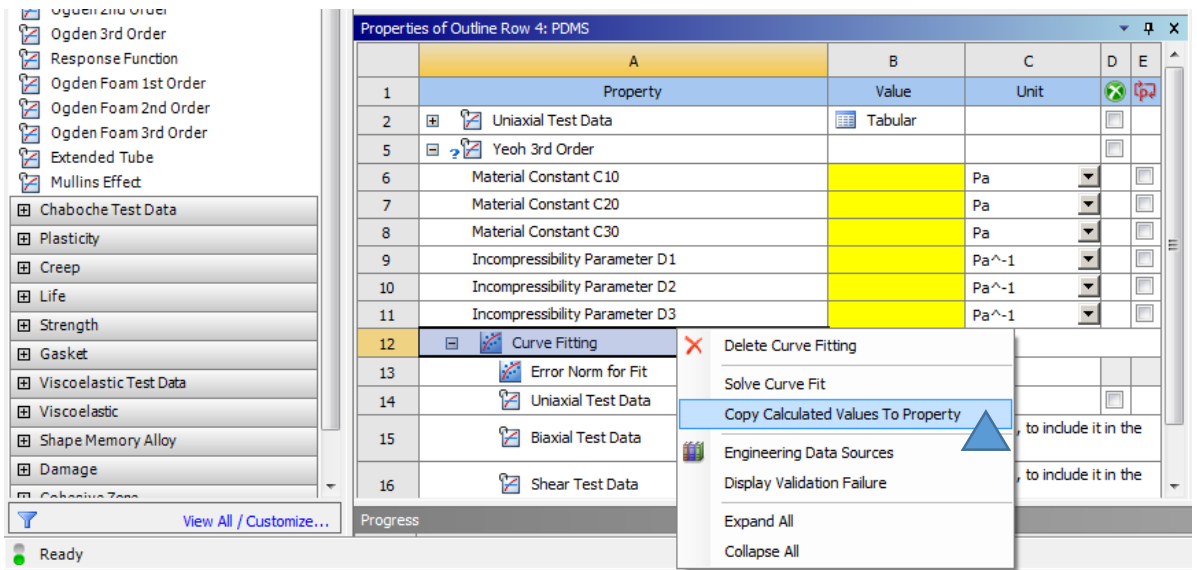 Ogden 2nd Order
Ogden 3rd Order
Response Function
Ogden Foam 1st Order
Ogden Foam 2nd Order
Ogden Foam 3rd Order
Extended Tube
Mullins Effect
Chaboche Test Data
Plasticity
Creep
Life
Strength
Gasket
Viscoelastic Test Data
Viscoelastic
Shape Memory Alloy
Damage
Cohesive Zone
View All / Customize...
Ready
Properties of Outline Row 4: PDMS
A B C D E
1 Property Value Unit
2 Uniaxial Test Data Tabular
5 Yeoh 3rd Order
6 Material Constant C10 Pa
7 Material Constant C20 Pa
8 Material Constant C30 Pa
9 Incompressibility Parameter D1 Pa^-1
10 Incompressibility Parameter D2 Pa^-1
11 Incompressibility Parameter D3 Pa^-1
12 Curve Fitting
13 Error Norm for Fit
14 Uniaxial Test Data
15 Biaxial Test Data , to include it in the
16 Shear Test Data , to include it in the
Progress
Delete Curve Fitting
Solve Curve Fit
Copy Calculated Values To Property
Engineering Data Sources
Display Validation Failure
Expand All
Collapse All